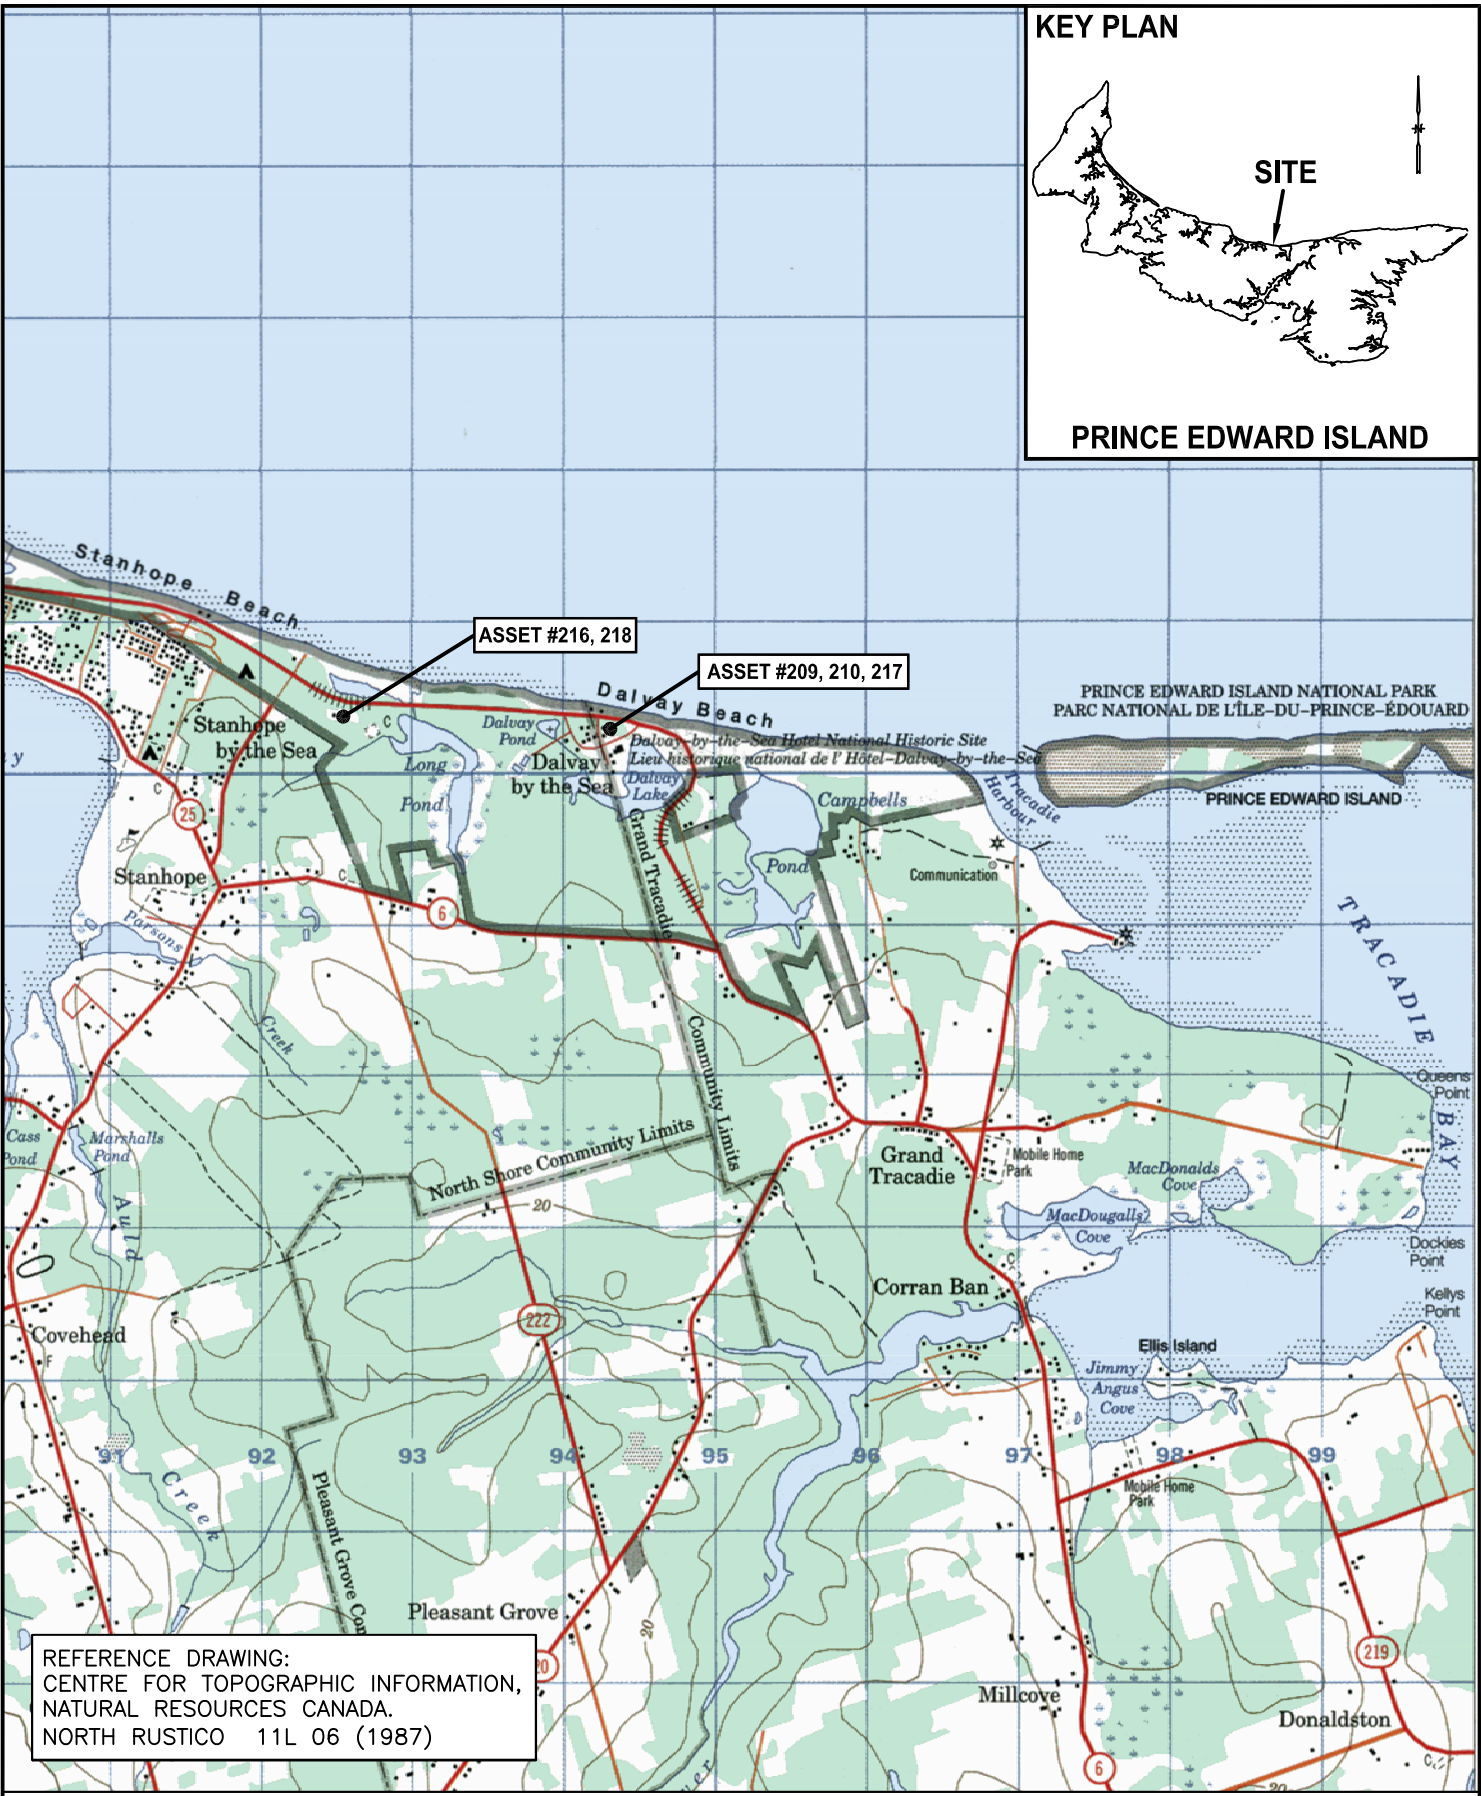 KEY PLAN
SITE
PRINCE EDWARD ISLAND
Stanhope Beach
ASSET #216, 218
ASSET #209, 210, 217
Dalvay Beach
PRINCE EDWARD ISLAND NATIONAL PARK
PARC NATIONAL DE L'ÎLE-DU-PRINCE-ÉDOUARD
Stanhope
by the Sea
C
Dalvay
Pond
Dalvay-by-the-Sea Hotel National Historic Site
Lieu historique national de l' Hôtel-Dalvay-by-the-Sea
Dalvay
by the Sea
Long
Pond
Dalvay
Lake
Campbells
Pond
Tracadie
Harbour
PRINCE EDWARD ISLAND
y
C
25
Grand Tracadie
Community Limits
Stanhope
C
6
Communication
Parsons
Creek
TRACADIE
BAY
Queens
Point
Cass
Pond
Marshalls
Pond
North Shore Community Limits
Grand
Tracadie
Mobile Home
Park
MacDonalds
Cove
MacDougalls
Cove
Auld
Creek
20
Dockies
Point
C
Corran Ban
Kellys
Point
222
Covehead
F
Ellis Island
Jimmy
Angus
Cove
91
92
93
94
95
96
97
98
99
Pleasant Grove Con
Mobile Home
Park
Pleasant Grove
20
20
219
Millcove
Donaldston
6
C
20
uer
REFERENCE DRAWING:
CENTRE FOR TOPOGRAPHIC INFORMATION,
NATURAL RESOURCES CANADA.
NORTH RUSTICO 11L 06 (1987)